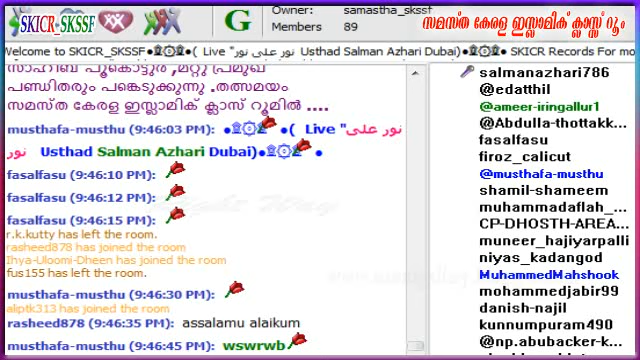 SKICR-SKSSF
G
Owner: samastha_skssf
Members 89
സമസ്ത കേരള ഇസ്ലാമിക് ക്ലാസ്സ് റൂം
Welcome to SKICR_SKSSF●۩۞۩●( Live "نور على نور" Usthad Salman Azhari Dubai)●۩۞۩● SKICR Records For mo
സാഹിബ് പൂകൊട്ടൂര ,മറ്റു പ്രമുഖ
പണ്ഡിതരും പങ്കെടുക്കുന്നു .തത്സമയം
സമസ്ത കേരള ഇസ്ലാമിക് ക്ലാസ് റൂമില് ....
musthafa-musthu (9:46:03 PM): ●۩۞۩●( Live "نور على
نور Usthad Salman Azhari Dubai)●۩۞۩●
fasalfasu (9:46:10 PM):
fasalfasu (9:46:12 PM):
fasalfasu (9:46:15 PM):
r.k.kutty has left the room.
rasheed878 has joined the room
Ihya-Uloomi-Dheen has joined the room
fus155 has left the room.
musthafa-musthu (9:46:30 PM):
aliptk313 has joined the room
rasheed878 (9:46:35 PM): assalamu alaikum
musthafa-musthu (9:46:45 PM): wswrwb
salmanazhari786
@edatthil
@ameer-iringallur1
@Abdulla-thottakk...
fasalfasu
firoz_calicut
@musthafa-musthu
shamil-shameem
muhammadaflah_...
CP-DHOSTH-AREA...
muneer_hajiyarpalli
niyas_kadangod
MuhammedMahshook
mohammedjabir99
danish-najil
kunnumpuram490
@np.abubacker-k...